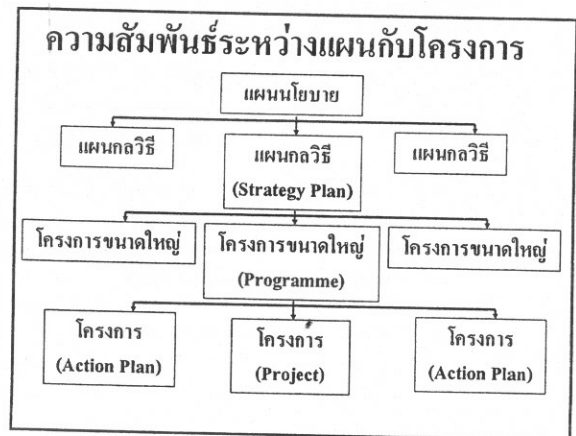 ความสัมพันธ์ระหว่างแผนกับโครงการ
แผนนโยบาย
แผนกลวิธี
แผนกลวิธี
(Strategy Plan)
แผนกลวิธี
โครงการขนาดใหญ่
โครงการขนาดใหญ่
(Programme)
โครงการขนาดใหญ่
โครงการ
(Action Plan)
โครงการ
(Project)
โครงการ
(Action Plan)